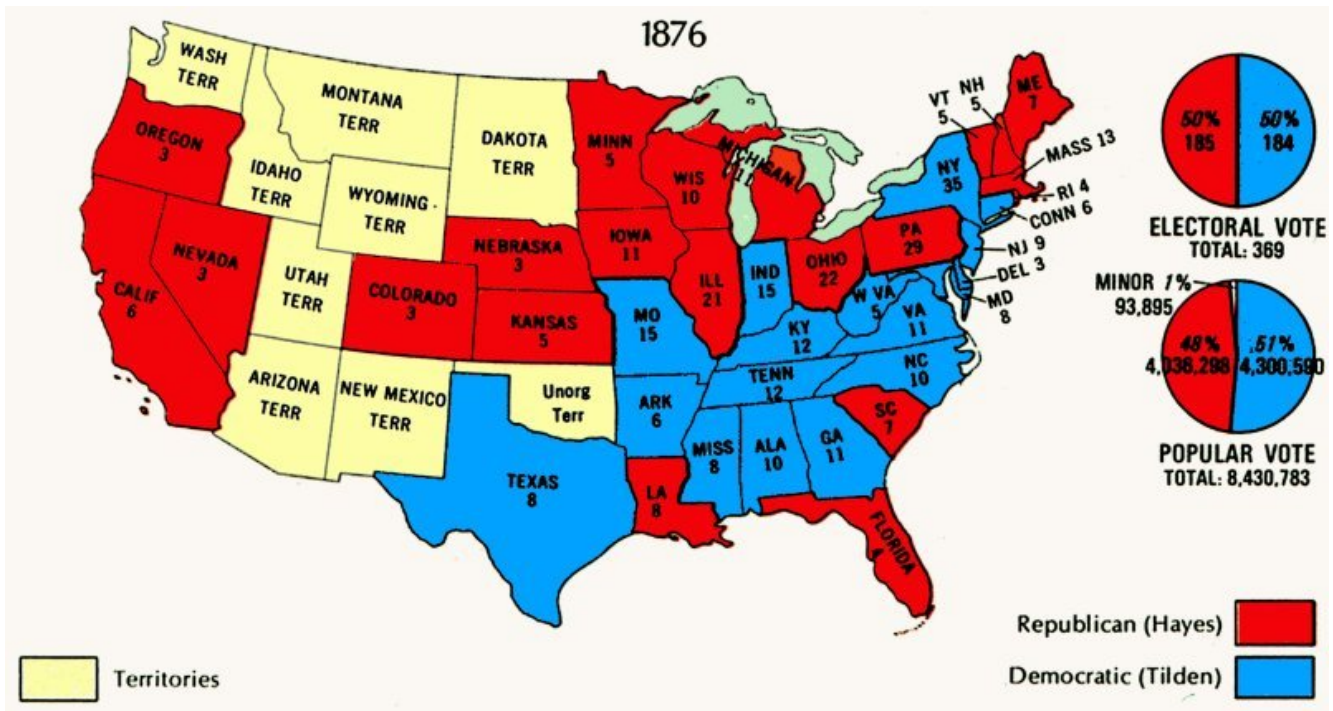 1876
WASH
TERR
MONTANA
TERR
DAKOTA
TERR
MINN
5
VT
5
NH
5
ME
7
OREGON
3
IDAHO
TERR
WYOMING
TERR
WIS
10
MICHIGAN
11
NY
35
MASS 13
RI 4
CONN 6
NJ 9
DEL 3
MD
8
NEVADA
3
CALIF
6
UTAH
TERR
COLORADO
3
NEBRASKA
3
KANSAS
5
IOWA
11
ILL
21
IND
15
OHIO
22
PA
29
W VA
5
VA
11
MO
15
KY
12
TENN
12
NC
10
ARIZONA
TERR
NEW MEXICO
TERR
Unorg
Terr
ARK
6
SC
7
MISS
8
ALA
10
GA
11
TEXAS
8
LA
8
FLORIDA
4
50%
185
50%
184
ELECTORAL VOTE
TOTAL: 369
MINOR 1%
93,895
48%
4,036,298
51%
4,300,590
POPULAR VOTE
TOTAL: 8,430,783
Republican (Hayes)
Democratic (Tilden)
Territories